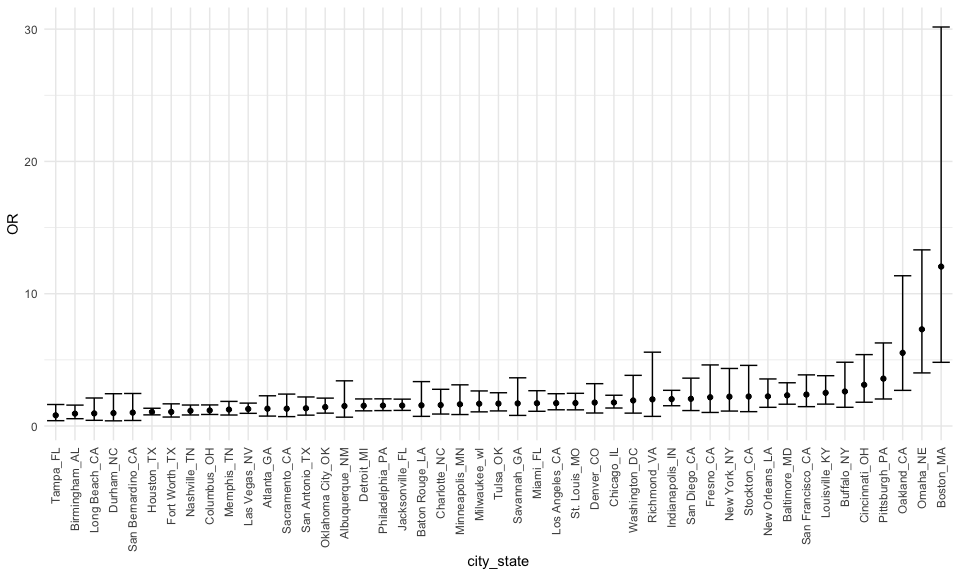 30
20
10
0
OR
Tampa_FL
Birmingham_AL
Long Beach_CA
Durham_NC
San Bernardino_CA
Houston_TX
Fort Worth_TX
Nashville_TN
Columbus_OH
Memphis_TN
Las Vegas_NV
Atlanta_GA
Sacramento_CA
San Antonio_TX
Oklahoma City_OK
Albuquerque_NM
Detroit_MI
Philadelphia_PA
Jacksonville_FL
Baton Rouge_LA
Charlotte_NC
Minneapolis_MN
Milwaukee_wI
Tulsa_OK
Savannah_GA
Miami_FL
Los Angeles_CA
St. Louis_MO
Denver_CO
Chicago_IL
Washington_DC
Richmond_VA
Indianapolis_IN
San Diego_CA
Fresno_CA
New York_NY
Stockton_CA
New Orleans_LA
Baltimore_MD
San Francisco_CA
Louisville_KY
Buffalo_NY
Cincinnati_OH
Pittsburgh_PA
Oakland_CA
Omaha_NE
Boston_MA
city_state